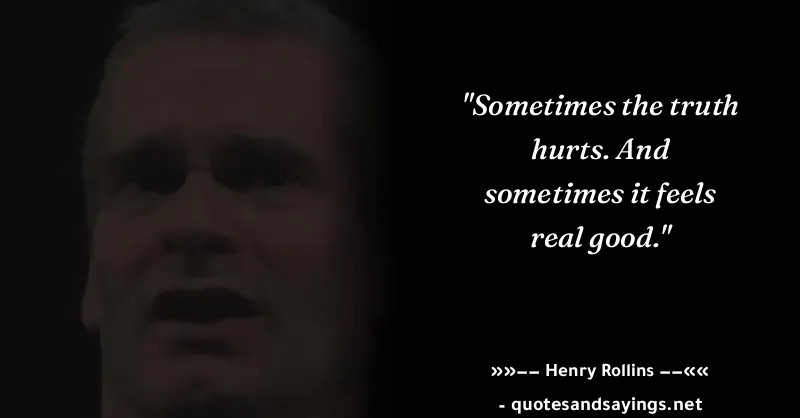 "Sometimes the truth
hurts. And
sometimes it feels
real good."
»»–– Henry Rollins ––««
- quotesandsayings.net